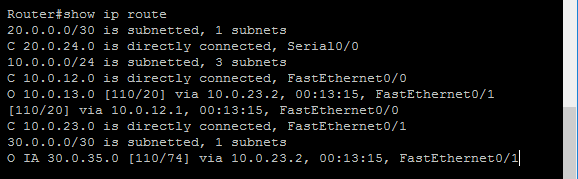 Router#show ip route
20.0.0.0/30 is subnetted, 1 subnets
C 20.0.24.0 is directly connected, Serial0/0
10.0.0.0/24 is subnetted, 3 subnets
C 10.0.12.0 is directly connected, FastEthernet0/0
O 10.0.13.0 [110/20] via 10.0.23.2, 00:13:15, FastEthernet0/1
[110/20] via 10.0.12.1, 00:13:15, FastEthernet0/0
C 10.0.23.0 is directly connected, FastEthernet0/1
30.0.0.0/30 is subnetted, 1 subnets
O IA 30.0.35.0 [110/74] via 10.0.23.2, 00:13:15, FastEthernet0/1